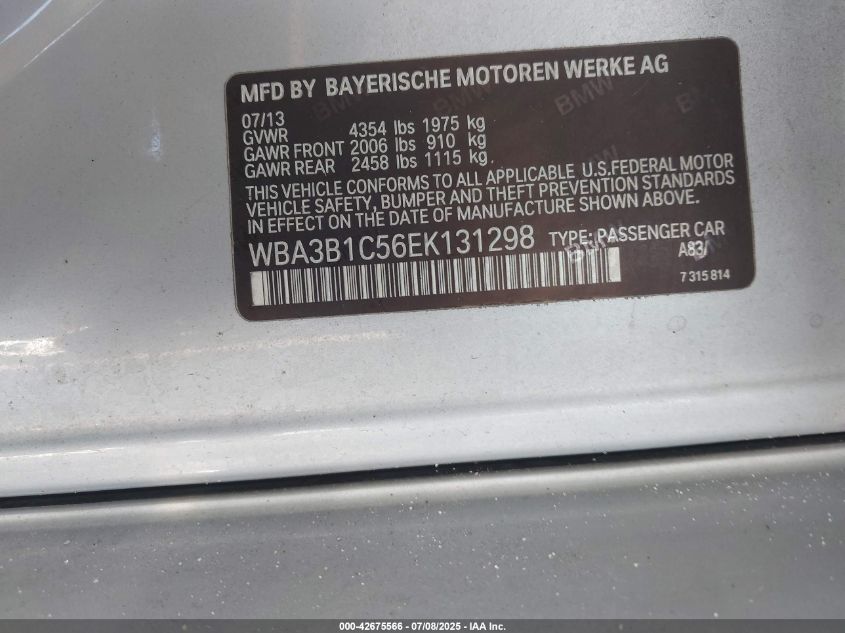 MFD BY BAYERISCHE MOTOREN WERKE AG
07/13
GVWR 4354 lbs 1975 kg
GAWR FRONT 2006 lbs 910 kg
GAWR REAR 2458 lbs 1115 kg.
THIS VEHICLE CONFORMS TO ALL APPLICABLE U.S.FEDERAL MOTOR
VEHICLE SAFETY, BUMPER AND THEFT PREVENTION STANDARDS
IN EFFECT ON THE DATE OF MANUFACTURE SHOWN ABOVE.
WBA3B1C56EK131298 TYPE: PASSENGER CAR
A83/
7 315 814
BMW
BMW
BMW
000-42675566 - 07/08/2025 - IAA Inc.